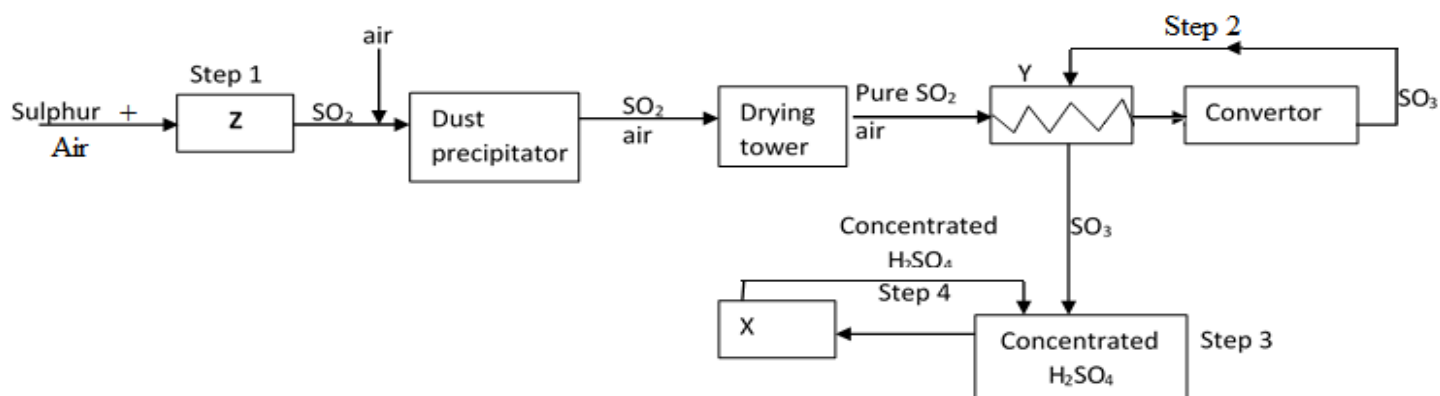 Step 2
air
Step 1
Y
Sulphur +
Air
Z
SO₂
Dust
precipitator
SO₂
air
Drying
tower
Pure SO₂
air
Convertor
SO₃
Concentrated
H₂SO₄
SO₃
Step 4
X
Concentrated
H₂SO₄
Step 3